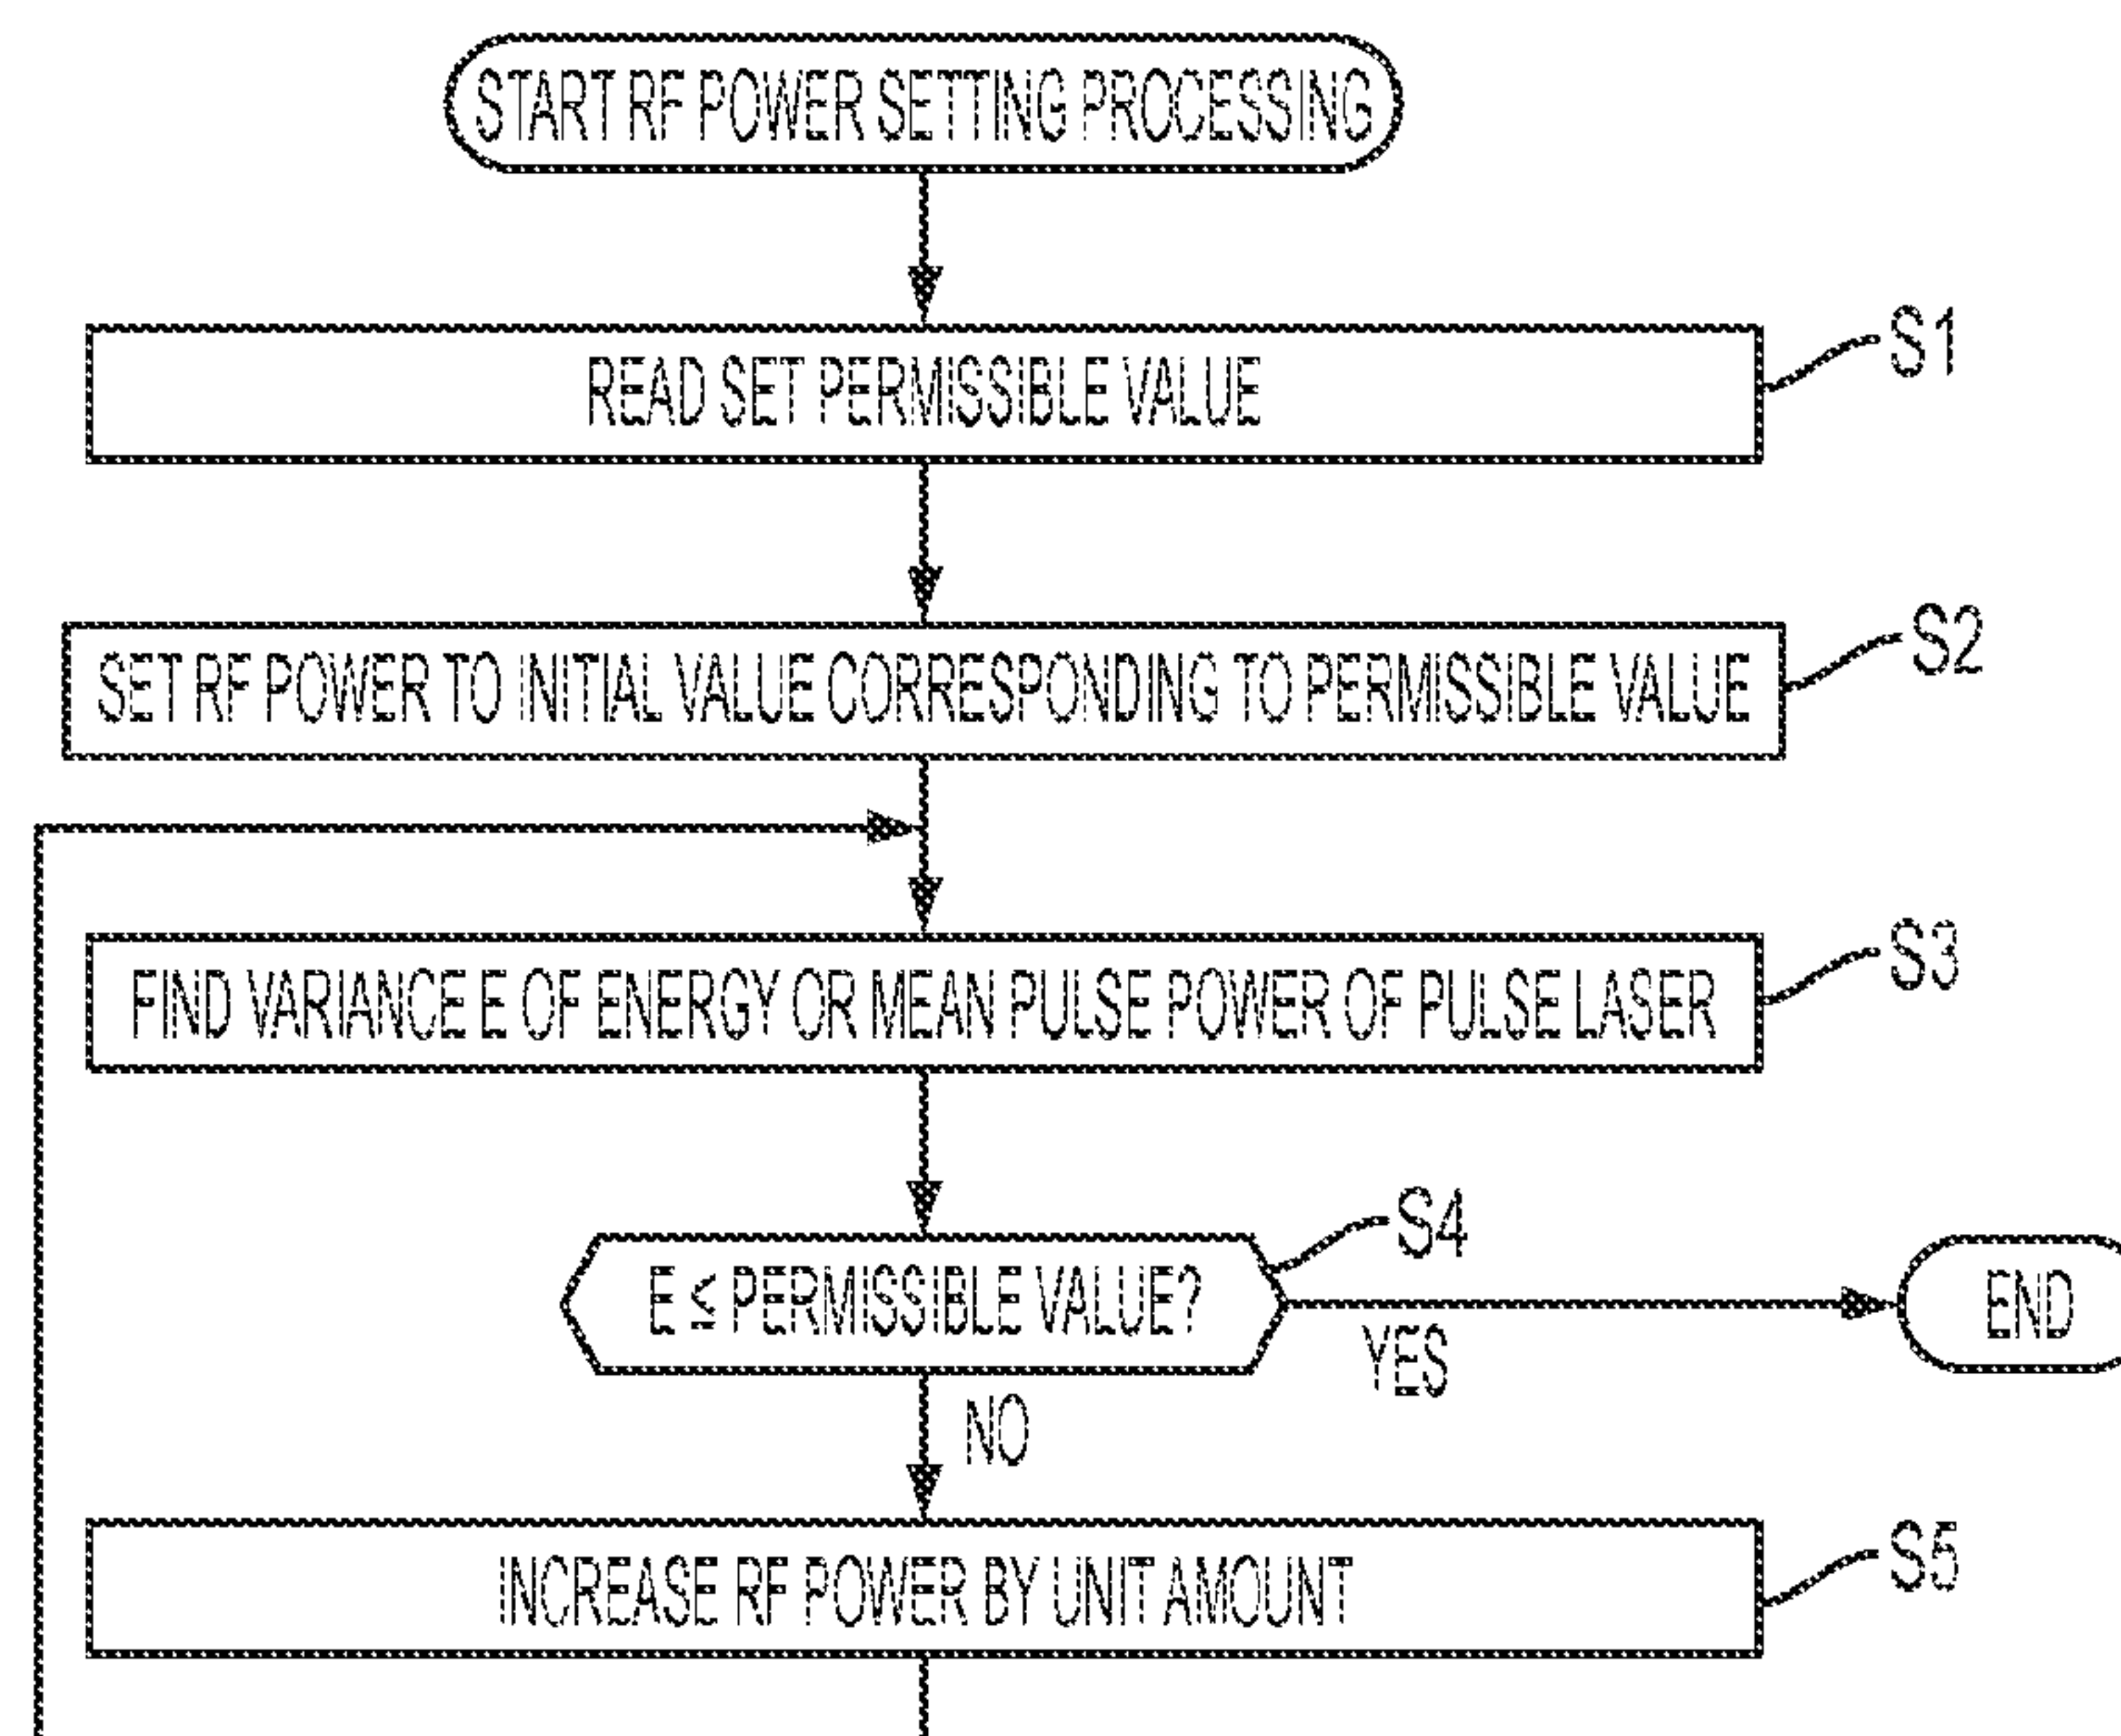 START RF POWER SETTING PROCESSING
S1
READ SET PERMISSIBLE VALUE
S2
SET RF POWER TO INITIAL VALUE CORRESPONDING TO PERMISSIBLE VALUE
S3
FIND VARIANCE E OF ENERGY OR MEAN PULSE POWER OF PULSE LASER
S4
E ≤ PERMISSIBLE VALUE?
END
YES
NO
S5
INCREASE RF POWER BY UNIT AMOUNT